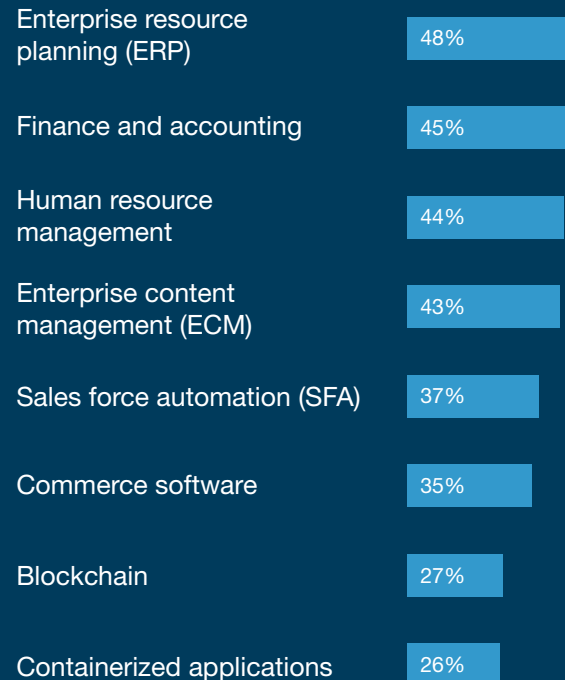 Enterprise resource
planning (ERP)
48%
Finance and accounting
45%
Human resource
management
44%
Enterprise content
management (ECM)
43%
Sales force automation (SFA)
37%
Commerce software
35%
Blockchain
27%
Containerized applications
26%